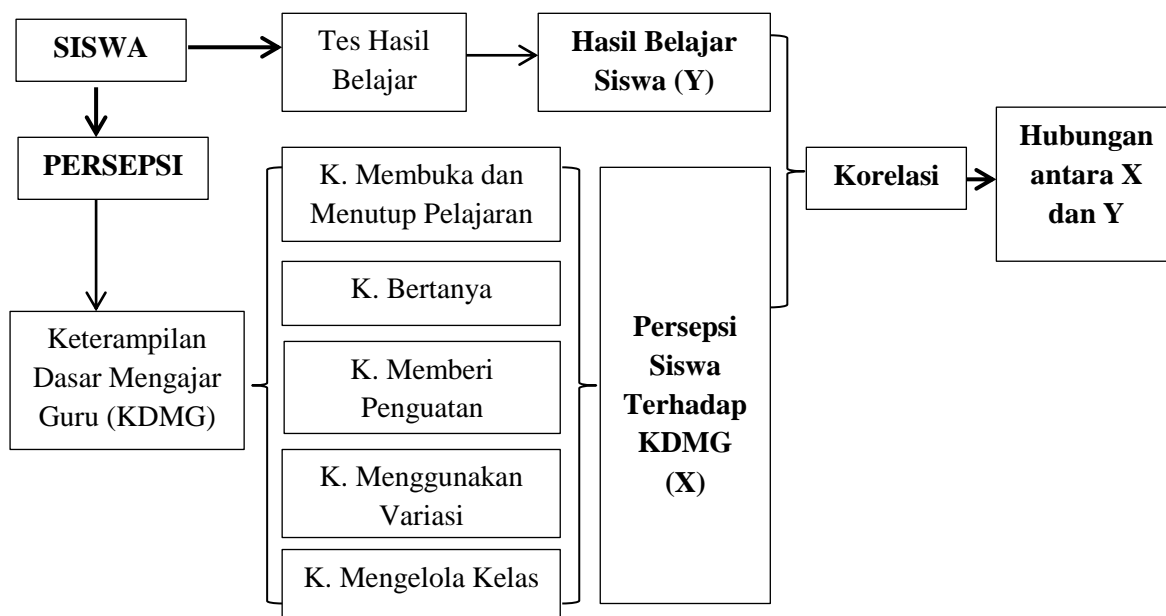 SISWA
Tes Hasil
Belajar
Hasil Belajar
Siswa (Y)
PERSEPSI
Keterampilan
Dasar Mengajar
Guru (KDMG)
K. Membuka dan
Menutup Pelajaran
K. Bertanya
K. Memberi
Penguatan
K. Menggunakan
Variasi
K. Mengelola Kelas
Persepsi
Siswa
Terhadap
KDMG
(X)
Korelasi
Hubungan
antara X
dan Y